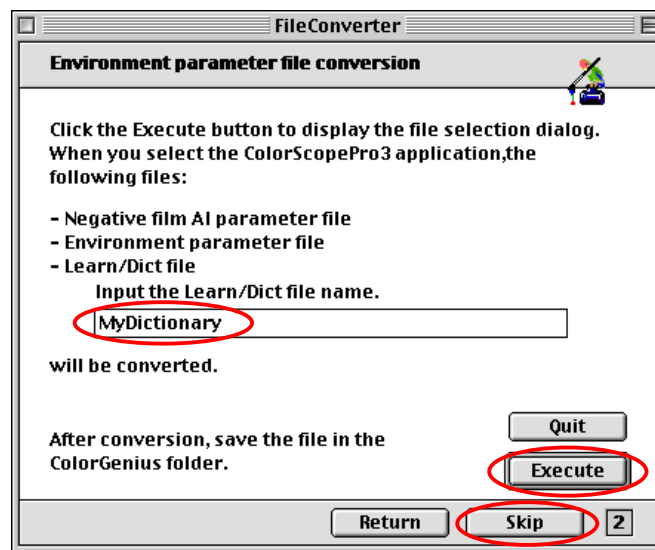 FileConverter
Environment parameter file conversion
Click the Execute button to display the file selection dialog.
When you select the ColorScopePro3 application,the
following files:
- Negative film AI parameter file
- Environment parameter file
- Learn/Dict file
Input the Learn/Dict file name.
MyDictionary
will be converted.
After conversion, save the file in the
ColorGenius folder.
Quit
Execute
Return
Skip
2